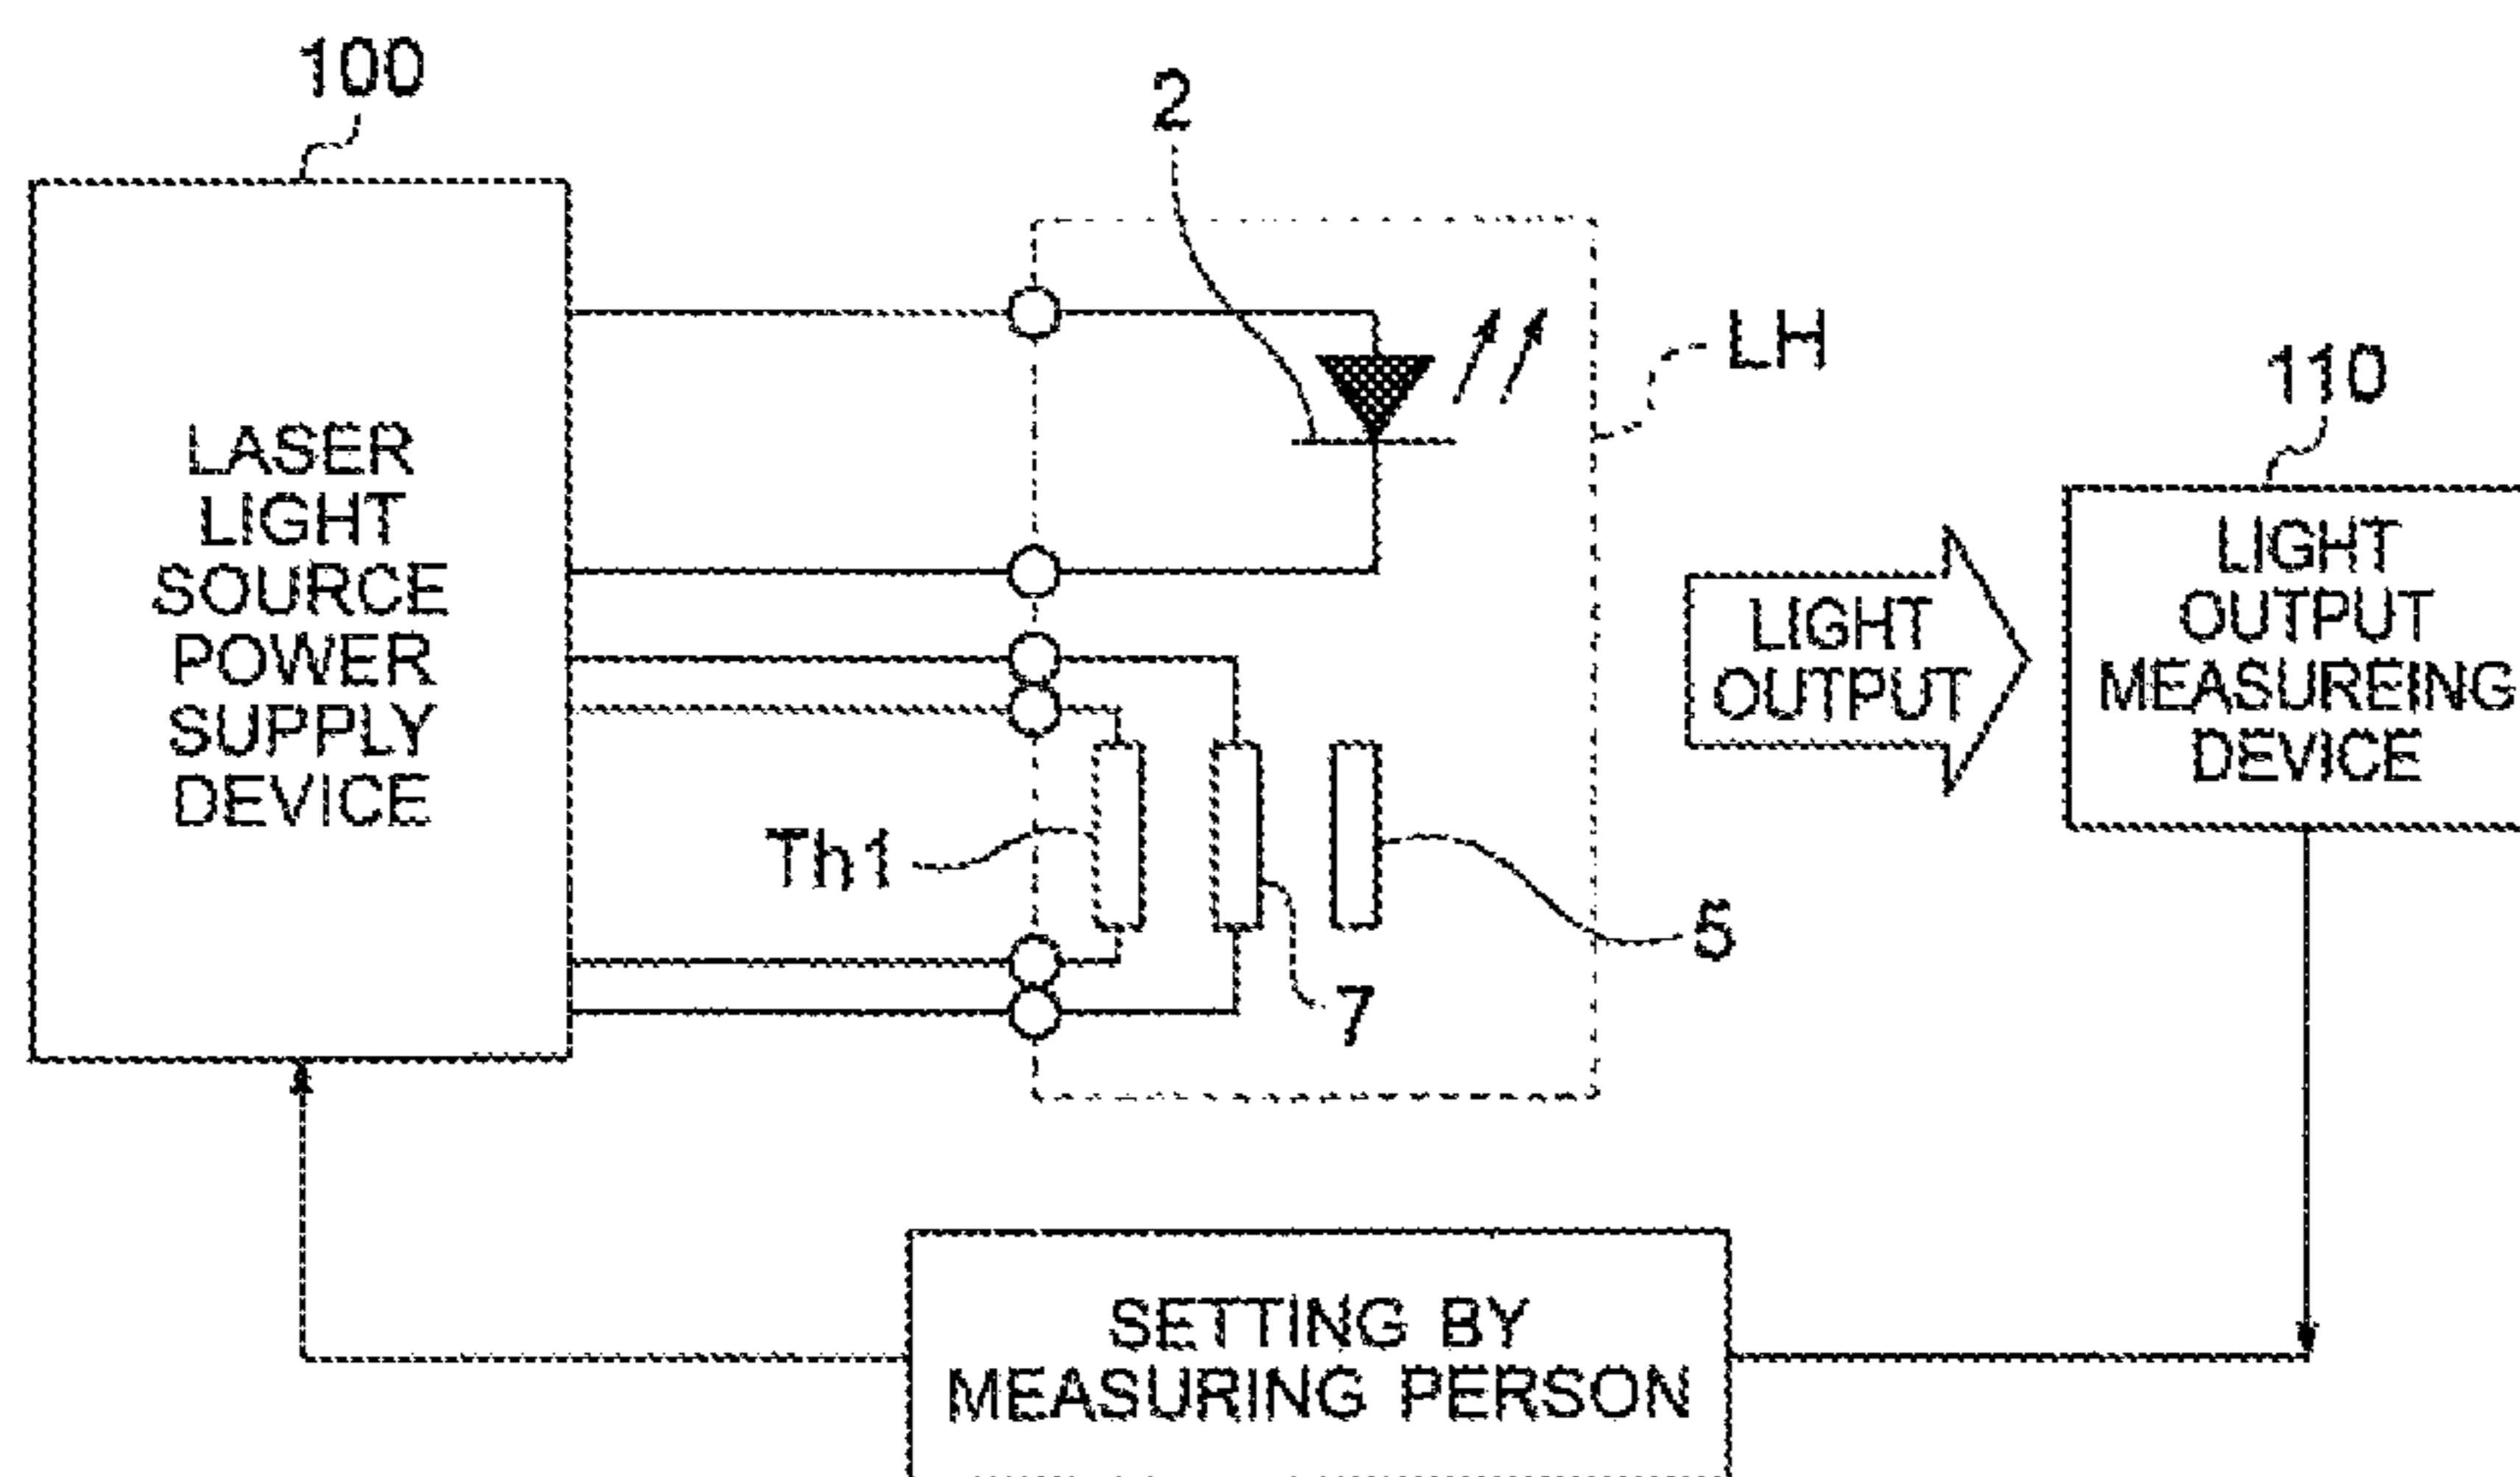 100
2
LH
110
LASER
LIGHT
SOURCE
POWER
SUPPLY
DEVICE
LIGHT
OUTPUT
LIGHT
OUTPUT
MEASUREING
DEVICE
Th1
5
7
SETTING BY
MEASURING PERSON